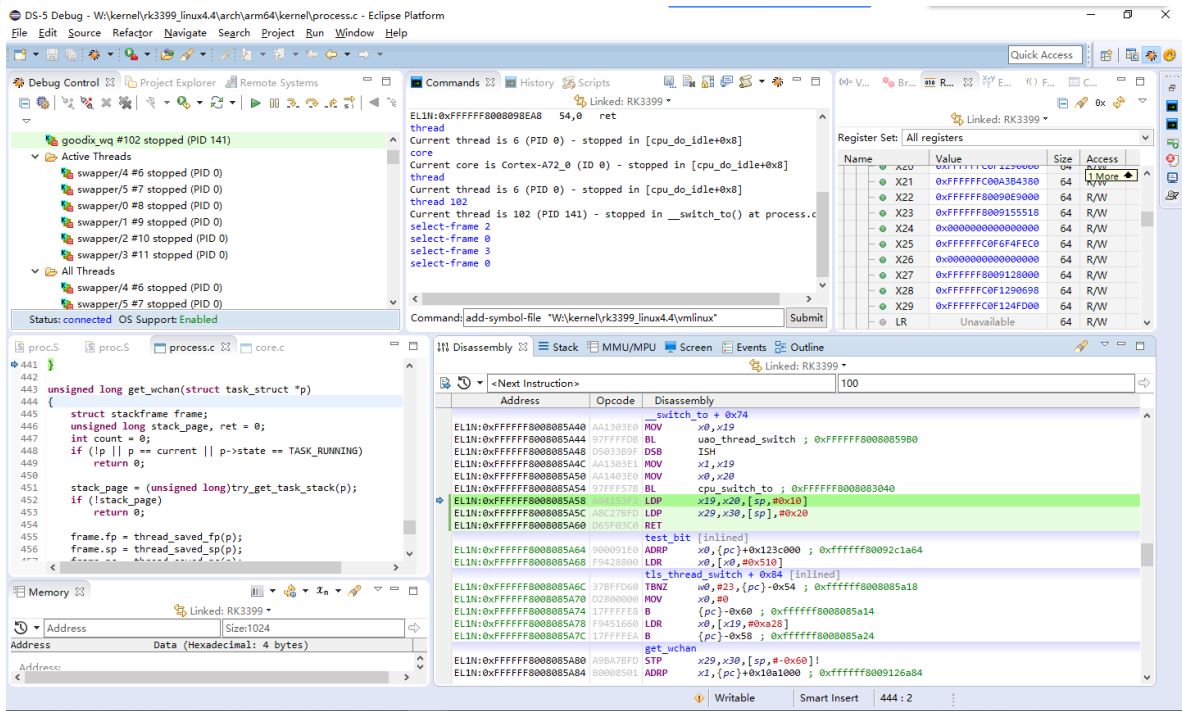 DS-5 Debug - W:\kernel\rk3399_linux4.4\arch\arm64\kernel\process.c - Eclipse Platform
File Edit Source Refactor Navigate Search Project Run Window Help
Quick Access
Debug Control Project Explorer Remote Systems
goodix_wq #102 stopped (PID 141)
Active Threads
swapper/4 #6 stopped (PID 0)
swapper/5 #7 stopped (PID 0)
swapper/0 #8 stopped (PID 0)
swapper/1 #9 stopped (PID 0)
swapper/2 #10 stopped (PID 0)
swapper/3 #11 stopped (PID 0)
All Threads
swapper/4 #6 stopped (PID 0)
swapper/5 #7 stopped (PID 0)
Status: connected OS Support: Enabled
Commands History Scripts
Linked: RK3399
EL1N:0xFFFFFF8008098EA8 54,0 ret
thread
Current thread is 6 (PID 0) - stopped in [cpu_do_idle+0x8]
core
Current core is Cortex-A72_0 (ID 0) - stopped in [cpu_do_idle+0x8]
thread
Current thread is 6 (PID 0) - stopped in [cpu_do_idle+0x8]
thread 102
Current thread is 102 (PID 141) - stopped in __switch_to() at process.c
select-frame 2
select-frame 0
select-frame 3
select-frame 0
Command: add-symbol-file "W:\kernel\rk3399_linux4.4\vmlinux" Submit
(x)= V... Br... R... E... f() F... C...
Linked: RK3399
Register Set: All registers
Name Value Size Access
X20 0xFFFFFFC0F1290000 64 R/W
1 More
X21 0xFFFFFFC00A3B4380 64 R/W
X22 0xFFFFFF80090E9000 64 R/W
X23 0xFFFFFF8009155518 64 R/W
X24 0x0000000000000000 64 R/W
X25 0xFFFFFFC0F6F4FEC0 64 R/W
X26 0x0000000000000000 64 R/W
X27 0xFFFFFF8009128000 64 R/W
X28 0xFFFFFFC0F1290698 64 R/W
X29 0xFFFFFFC0F124FD00 64 R/W
LR Unavailable 64 R/W
proc.S proc.S process.c core.c
441 }
442
443 unsigned long get_wchan(struct task_struct *p)
444 {
445 struct stackframe frame;
446 unsigned long stack_page, ret = 0;
447 int count = 0;
448 if (!p || p == current || p->state == TASK_RUNNING)
449 return 0;
450
451 stack_page = (unsigned long)try_get_task_stack(p);
452 if (!stack_page)
453 return 0;
454
455 frame.fp = thread_saved_fp(p);
456 frame.sp = thread_saved_sp(p);
457 frame.pc = thread_saved_pc(p);
Memory
Linked: RK3399
Address Size:1024
Address Data (Hexadecimal: 4 bytes)
Address:
Disassembly Stack MMU/MPU Screen Events Outline
Linked: RK3399
<Next Instruction> 100
Address Opcode Disassembly
__switch_to + 0x74
EL1N:0xFFFFFF8008085A40 AA1303E0 MOV x0,x19
EL1N:0xFFFFFF8008085A44 97FFFFDB BL uao_thread_switch ; 0xFFFFFF80080859B0
EL1N:0xFFFFFF8008085A48 D5033B9F DSB ISH
EL1N:0xFFFFFF8008085A4C AA1303E1 MOV x1,x19
EL1N:0xFFFFFF8008085A50 AA1403E0 MOV x0,x20
EL1N:0xFFFFFF8008085A54 97FFF57B BL cpu_switch_to ; 0xFFFFFF8008083040
EL1N:0xFFFFFF8008085A58 A94153F3 LDP x19,x20,[sp,#0x10]
EL1N:0xFFFFFF8008085A5C A8C27BFD LDP x29,x30,[sp],#0x20
EL1N:0xFFFFFF8008085A60 D65F03C0 RET
test_bit [inlined]
EL1N:0xFFFFFF8008085A64 900091E0 ADRP x0,{pc}+0x123c000 ; 0xffffff80092c1a64
EL1N:0xFFFFFF8008085A68 F9428800 LDR x0,[x0,#0x510]
tls_thread_switch + 0x84 [inlined]
EL1N:0xFFFFFF8008085A6C 37BFFD60 TBNZ w0,#23,{pc}-0x54 ; 0xffffff8008085a18
EL1N:0xFFFFFF8008085A70 D2800000 MOV x0,#0
EL1N:0xFFFFFF8008085A74 17FFFFE8 B {pc}-0x60 ; 0xffffff8008085a14
EL1N:0xFFFFFF8008085A78 F9451660 LDR x0,[x19,#0xa28]
EL1N:0xFFFFFF8008085A7C 17FFFFEA B {pc}-0x58 ; 0xffffff8008085a24
get_wchan
EL1N:0xFFFFFF8008085A80 A9BA7BFD STP x29,x30,[sp,#-0x60]!
EL1N:0xFFFFFF8008085A84 B0008501 ADRP x1,{pc}+0x10a1000 ; 0xffffff8009126a84
Writable Smart Insert 444 : 2